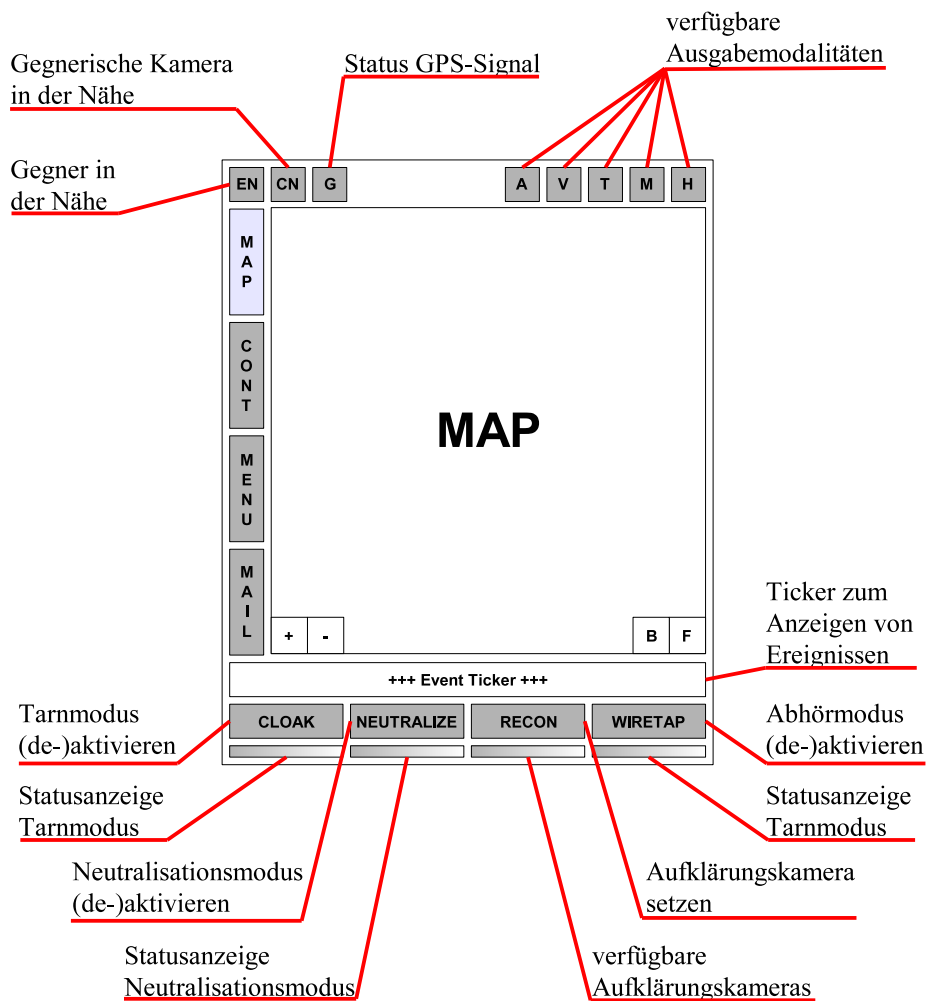 verfügbare
Ausgabemodalitäten
Gegnerische Kamera
in der Nähe
Status GPS-Signal
Gegner in
der Nähe
EN CN G A V T M H
M
A
P
C
O
N
T
M
E
N
U
M
A
I
L
MAP
+ - B F
Ticker zum
Anzeigen von
Ereignissen
+++ Event Ticker +++
CLOAK NEUTRALIZE RECON WIRETAP
Tarnmodus
(de-)aktivieren
Abhörmodus
(de-)aktivieren
Statusanzeige
Tarnmodus
Statusanzeige
Tarnmodus
Neutralisationsmodus
(de-)aktivieren
Aufklärungskamera
setzen
Statusanzeige
Neutralisationsmodus
verfügbare
Aufklärungskameras